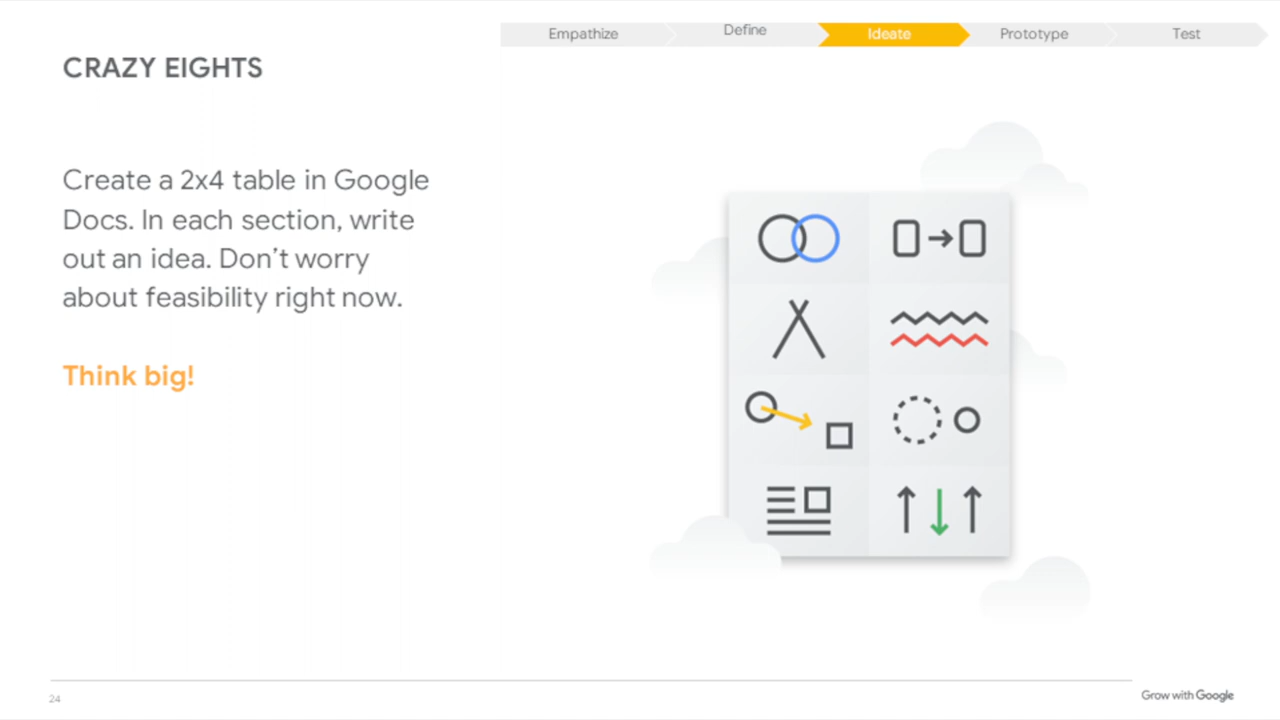 Empathize
Define
Ideate
Prototype
Test
CRAZY EIGHTS
Create a 2x4 table in Google
Docs. In each section, write
out an idea. Don’t worry
about feasibility right now.
Think big!
24
Grow with Google